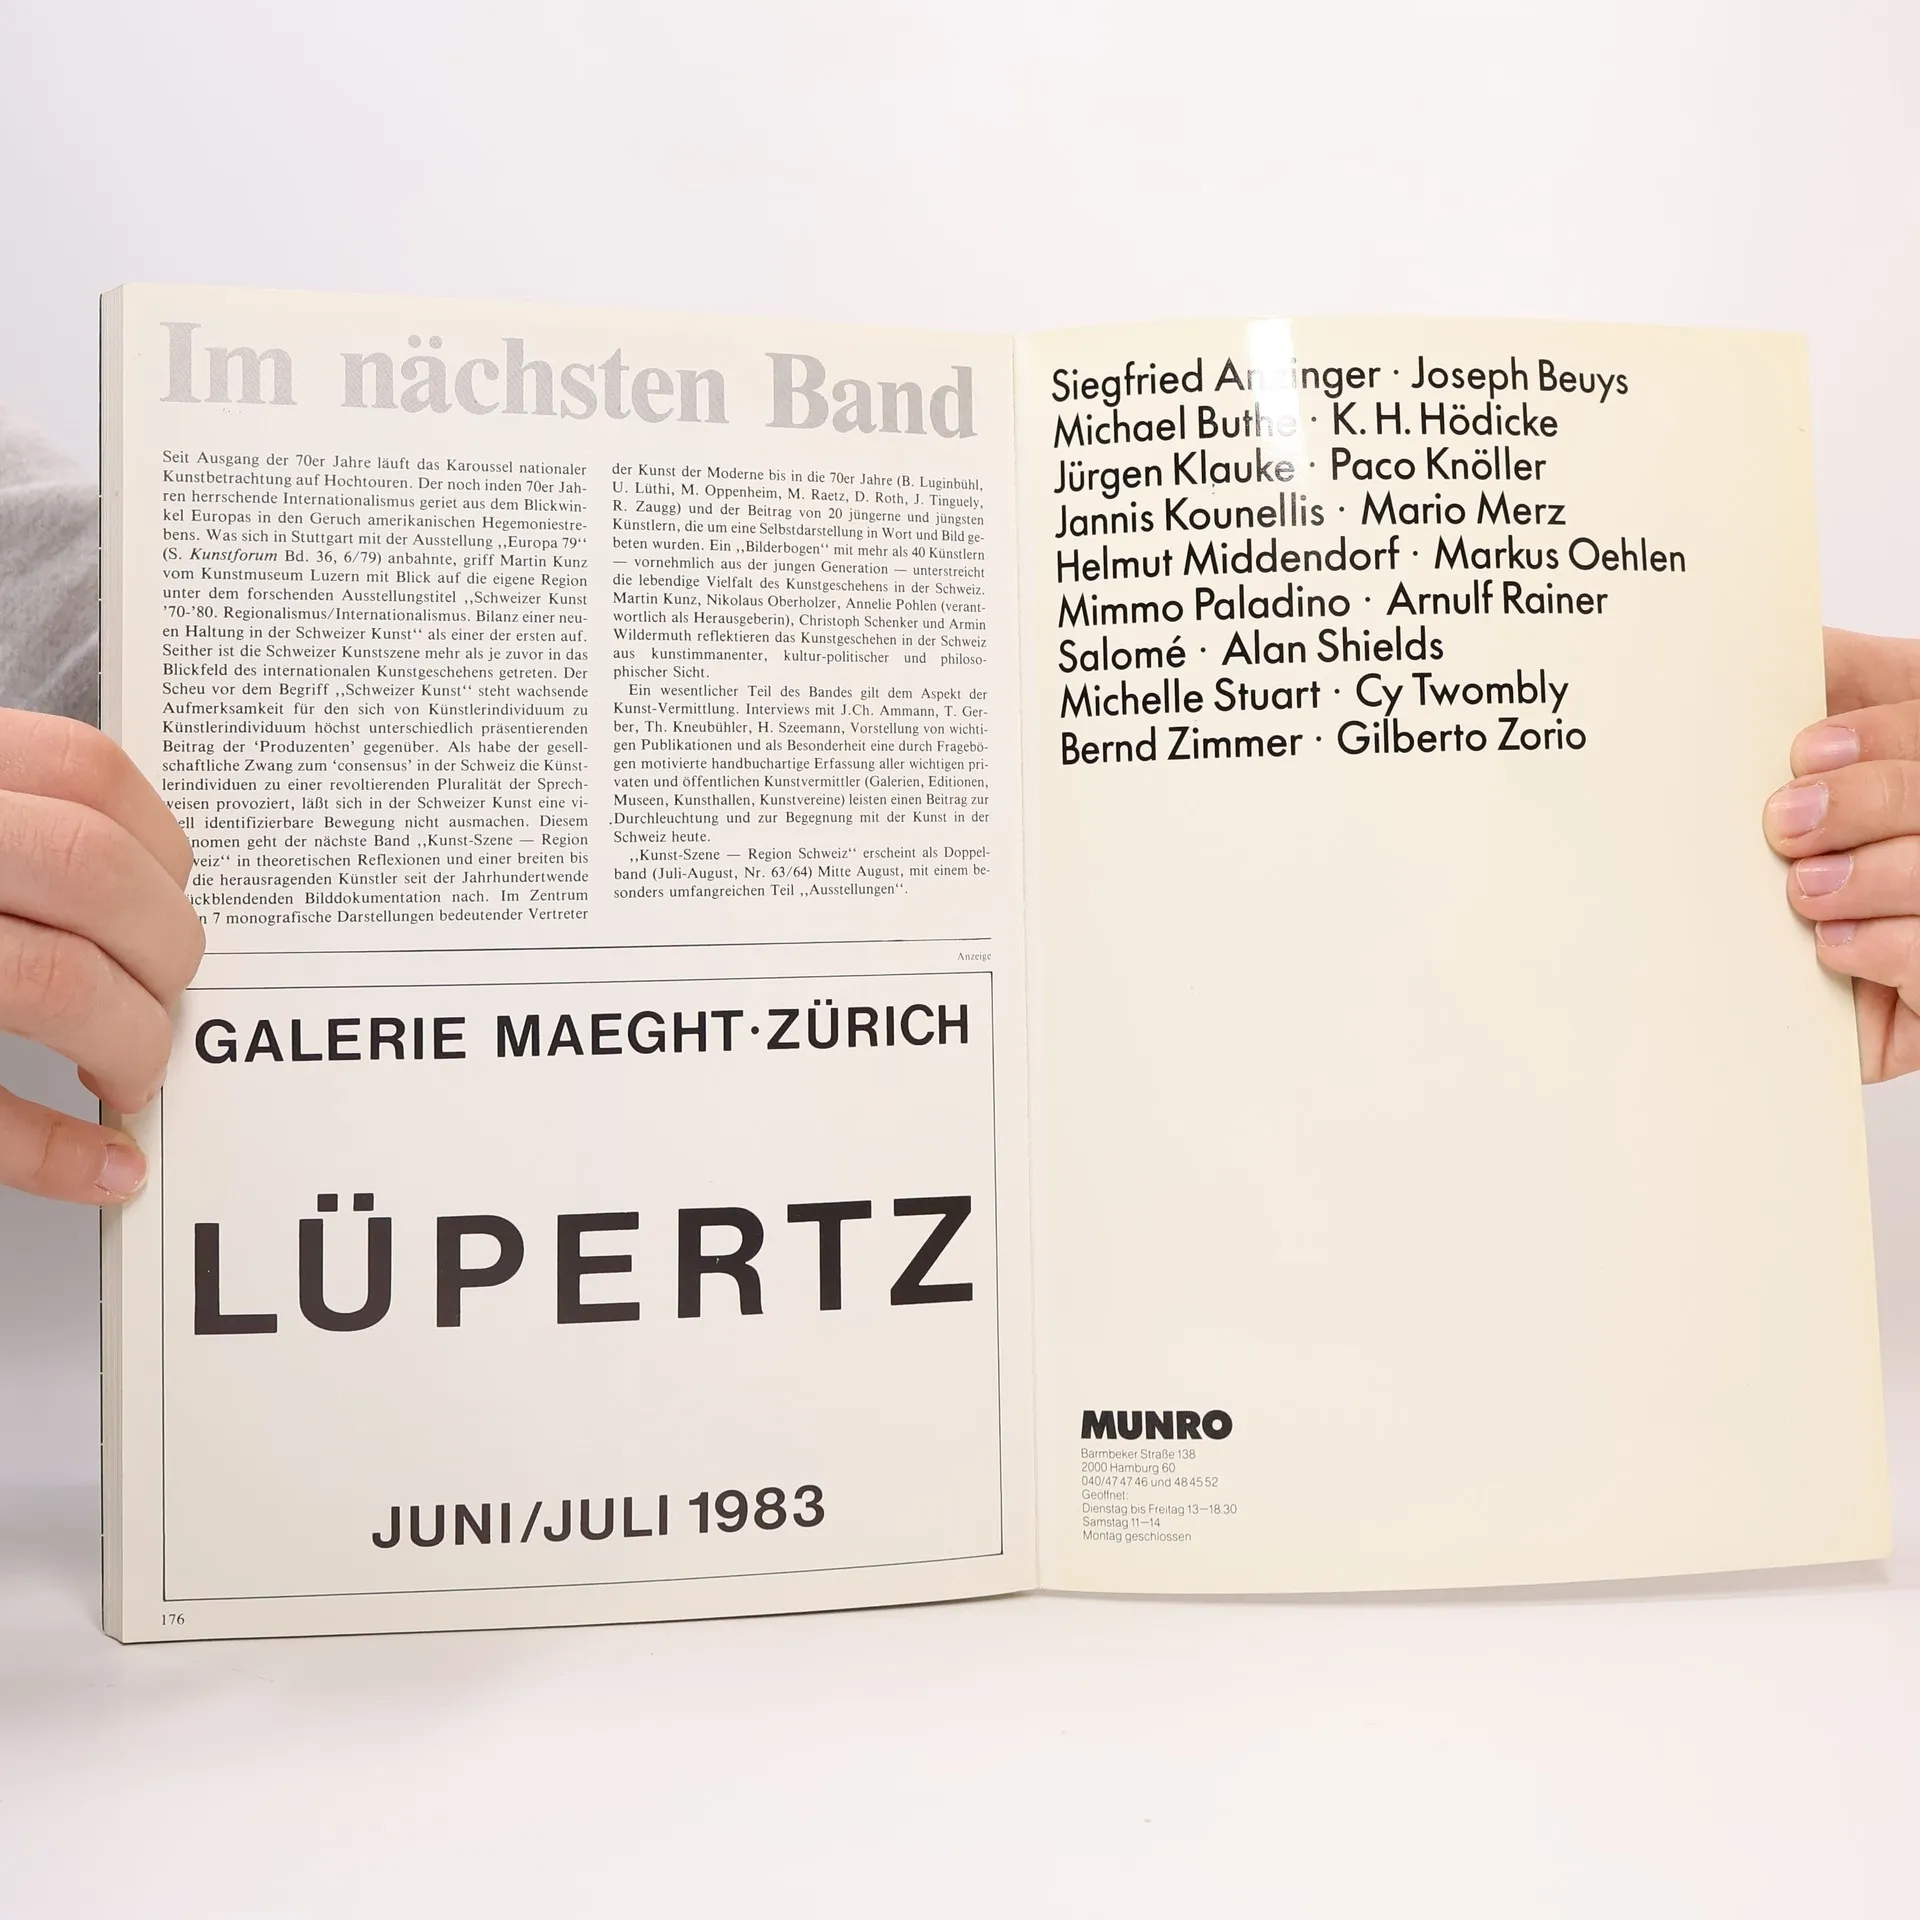 Im nächsten Band
Seit Ausgang der 70er Jahre läuft das Karoussel nationaler
Kunstbetrachtung auf Hochtouren. Der noch inden 70er Jah-
ren herrschende Internationalismus geriet aus dem Blickwin-
kel Europas in den Geruch amerikanischen Hegemoniestre-
bens. Was sich in Stuttgart mit der Ausstellung ,,Europa 79“
(S. Kunstforum Bd. 36, 6/79) anbahnte, griff Martin Kunz
vom Kunstmuseum Luzern mit Blick auf die eigene Region
unter dem forschenden Ausstellungstitel ,,Schweizer Kunst
'70-'80. Regionalismus/Internationalismus. Bilanz einer neu-
en Haltung in der Schweizer Kunst“ als einer der ersten auf.
Seither ist die Schweizer Kunstszene mehr als je zuvor in das
Blickfeld des internationalen Kunstgeschehens getreten. Der
Scheu vor dem Begriff ,,Schweizer Kunst“ steht wachsende
Aufmerksamkeit für den sich von Künstlerindividuum zu
Künstlerindividuum höchst unterschiedlich präsentierenden
Beitrag der ‘Produzenten’ gegenüber. Als habe der gesell-
schaftliche Zwang zum ‘consensus’ in der Schweiz die Künst-
lerindividuen zu einer revoltierenden Pluralität der Sprech-
weisen provoziert, läßt sich in der Schweizer Kunst eine vi-
ell identifizierbare Bewegung nicht ausmachen. Diesem
nomen geht der nächste Band ,,Kunst-Szene — Region
weiz“ in theoretischen Reflexionen und einer breiten bis
die herausragenden Künstler seit der Jahrhundertwende
ückblendenden Bilddokumentation nach. Im Zentrum
n 7 monografische Darstellungen bedeutender Vertreter
der Kunst der Moderne bis in die 70er Jahre (B. Luginbühl,
U. Lüthi, M. Oppenheim, M. Raetz, D. Roth, J. Tinguely,
R. Zaugg) und der Beitrag von 20 jüngerne und jüngsten
Künstlern, die um eine Selbstdarstellung in Wort und Bild ge-
beten wurden. Ein ,,Bilderbogen“ mit mehr als 40 Künstlern
— vornehmlich aus der jungen Generation — unterstreicht
die lebendige Vielfalt des Kunstgeschehens in der Schweiz.
Martin Kunz, Nikolaus Oberholzer, Annelie Pohlen (verant-
wortlich als Herausgeberin), Christoph Schenker und Armin
Wildermuth reflektieren das Kunstgeschehen in der Schweiz
aus kunstimmanenter, kultur-politischer und philoso-
phischer Sicht.
Ein wesentlicher Teil des Bandes gilt dem Aspekt der
Kunst-Vermittlung. Interviews mit J.Ch. Ammann, T. Ger-
ber, Th. Kneubühler, H. Szeemann, Vorstellung von wichti-
gen Publikationen und als Besonderheit eine durch Fragebö-
gen motivierte handbuchartige Erfassung aller wichtigen pri-
vaten und öffentlichen Kunstvermittler (Galerien, Editionen,
Museen, Kunsthallen, Kunstvereine) leisten einen Beitrag zur
.Durchleuchtung und zur Begegnung mit der Kunst in der
Schweiz heute.
,,Kunst-Szene — Region Schweiz“ erscheint als Doppel-
band (Juli-August, Nr. 63/64) Mitte August, mit einem be-
sonders umfangreichen Teil ,,Ausstellungen“.
Anzeige
GALERIE MAEGHT·ZÜRICH
LÜPERTZ
JUNI/JULI 1983
176
Siegfried Anzinger · Joseph Beuys
Michael Buthe · K. H. Hödicke
Jürgen Klauke · Paco Knöller
Jannis Kounellis · Mario Merz
Helmut Middendorf · Markus Oehlen
Mimmo Paladino · Arnulf Rainer
Salomé · Alan Shields
Michelle Stuart · Cy Twombly
Bernd Zimmer · Gilberto Zorio
MUNRO
Barmbeker Straße 138
2000 Hamburg 60
040/47 47 46 und 48 45 52
Geöffnet:
Dienstag bis Freitag 13—18.30
Samstag 11—14
Montag geschlossen